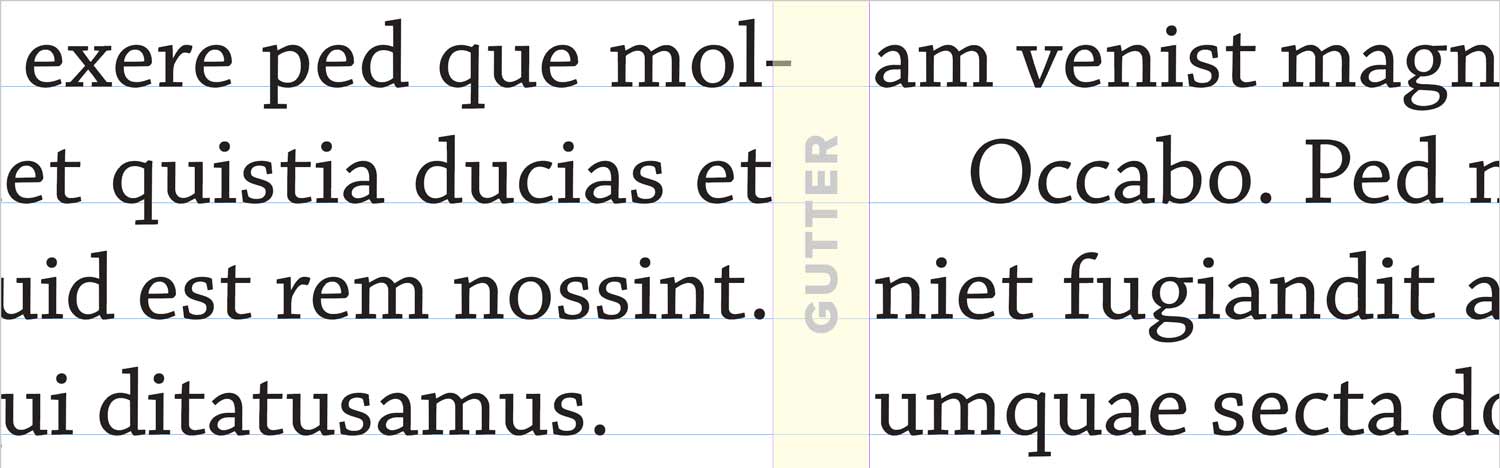 exere ped que mol-
et quistia ducias et
uid est rem nossint.
ui ditatusamus.
GUTTER
am venist magn
Occabo. Ped
niet fugiandit a
umquae secta do